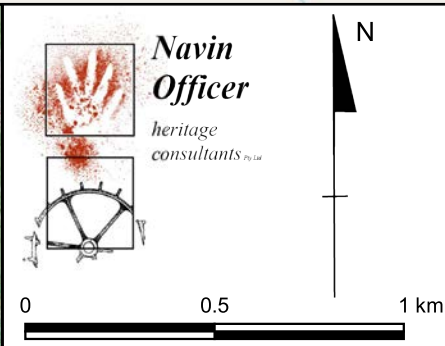 Navin
Officer
heritage
consultants Pty Ltd
N
0 0.5 1 km